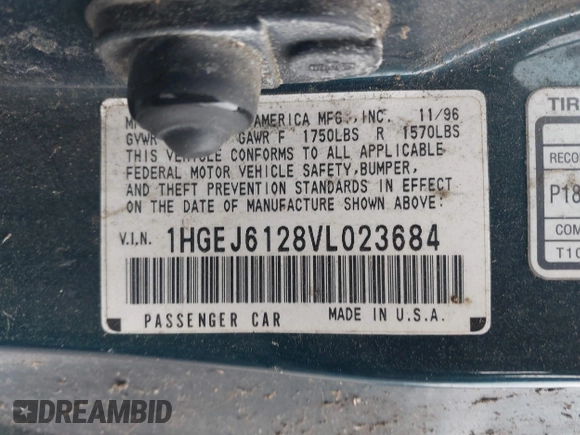 AMERICA MFG., INC. 11/96
GVWR GAWR F 1750LBS R 1570LBS
THIS VEHICLE CONFORMS TO ALL APPLICABLE
FEDERAL MOTOR VEHICLE SAFETY, BUMPER,
AND THEFT PREVENTION STANDARDS IN EFFECT
ON THE DATE OF MANUFACTURE SHOWN ABOVE.
V.I.N. 1HGEJ6128VL023684
PASSENGER CAR MADE IN U.S.A.
TIR
RECO
P18
COM
T10
DREAMBID